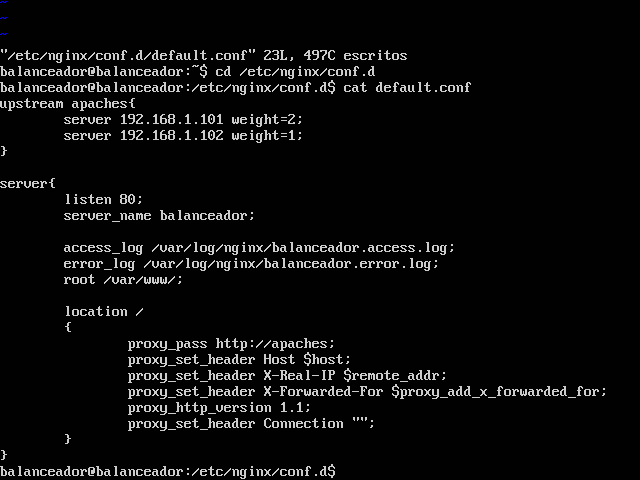 ~
~
~
"/etc/nginx/conf.d/default.conf" 23L, 497C escritos
balanceador@balanceador:~$ cd /etc/nginx/conf.d
balanceador@balanceador:/etc/nginx/conf.d$ cat default.conf
upstream apaches{
        server 192.168.1.101 weight=2;
        server 192.168.1.102 weight=1;
}

server{
        listen 80;
        server_name balanceador;

        access_log /var/log/nginx/balanceador.access.log;
        error_log /var/log/nginx/balanceador.error.log;
        root /var/www/;

        location /
        {
                proxy_pass http://apaches;
                proxy_set_header Host $host;
                proxy_set_header X-Real-IP $remote_addr;
                proxy_set_header X-Forwarded-For $proxy_add_x_forwarded_for;
                proxy_http_version 1.1;
                proxy_set_header Connection "";
        }
}
balanceador@balanceador:/etc/nginx/conf.d$